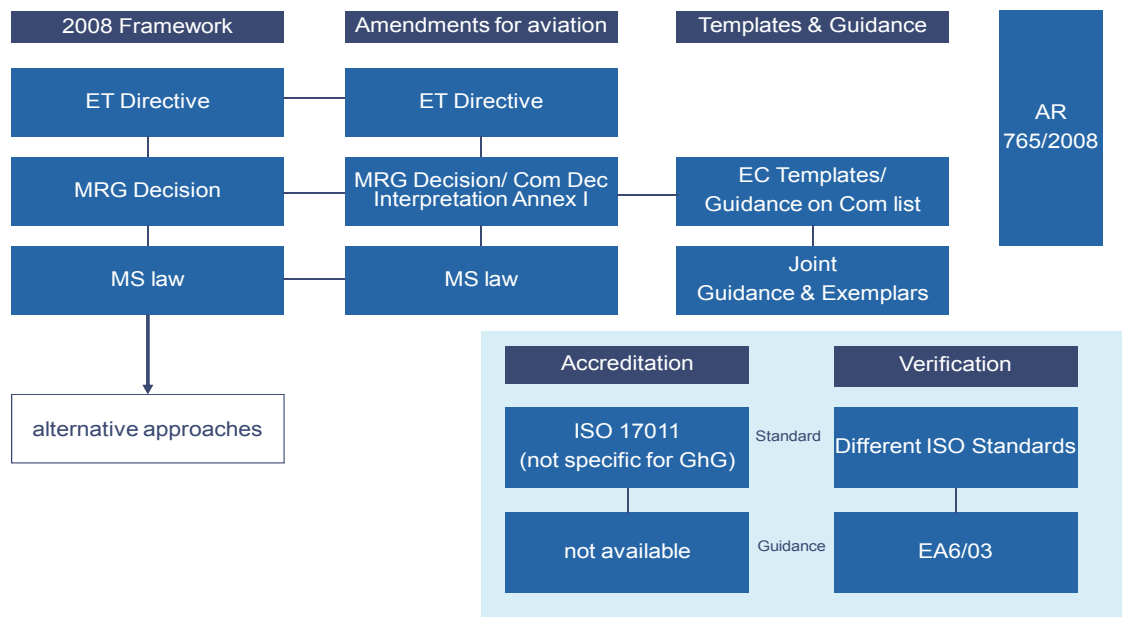 2008 Framework
Amendments for aviation
Templates & Guidance
AR
765/2008
ET Directive
ET Directive
MRG Decision
MRG Decision/ Com Dec
Interpretation Annex I
EC Templates/
Guidance on Com list
MS law
MS law
Joint
Guidance & Exemplars
alternative approaches
Accreditation
Verification
ISO 17011
(not specific for GhG)
Standard
Different ISO Standards
not available
Guidance
EA6/03